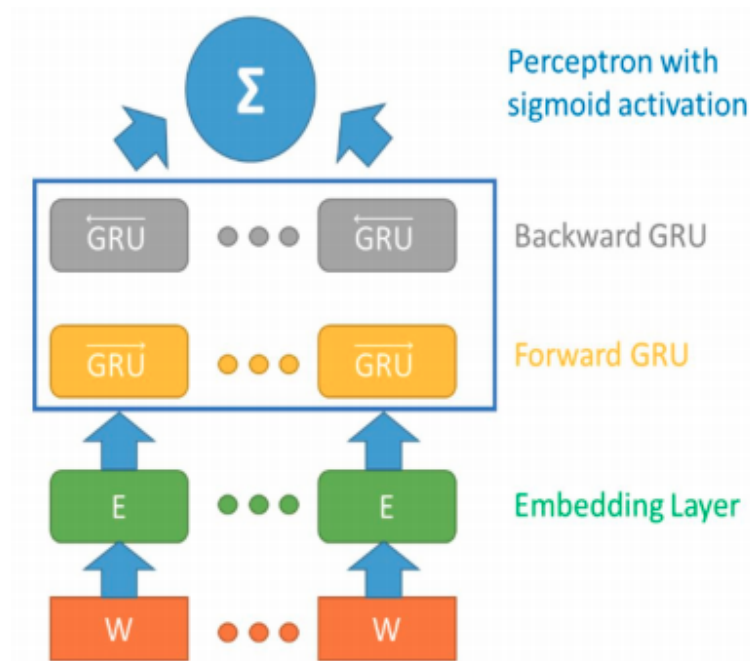 Σ
Perceptron with
sigmoid activation
GRU GRU
Backward GRU
GRU GRU
Forward GRU
E E
Embedding Layer
W W